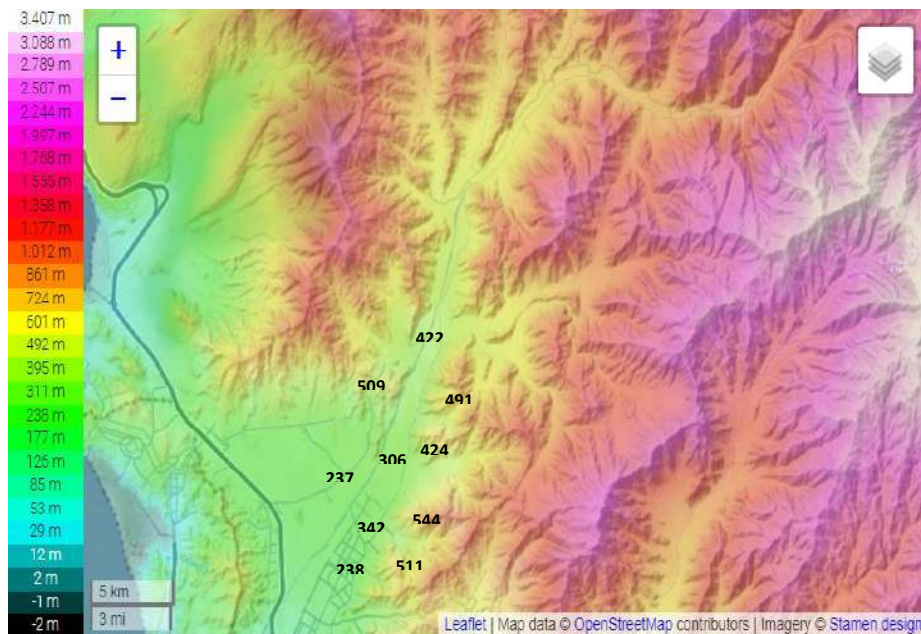 3.407 m
3.088 m
2.789 m
2.507 m
2.244 m
1.997 m
1.768 m
1.555 m
1.358 m
1.177 m
1.012 m
861 m
724 m
601 m
492 m
395 m
311 m
238 m
177 m
126 m
85 m
53 m
29 m
12 m
2 m
-1 m
-2 m
+
−
422
509
491
424
306
237
544
342
511
238
5 km
3 mi
Leaflet | Map data © OpenStreetMap contributors | Imagery © Stamen design